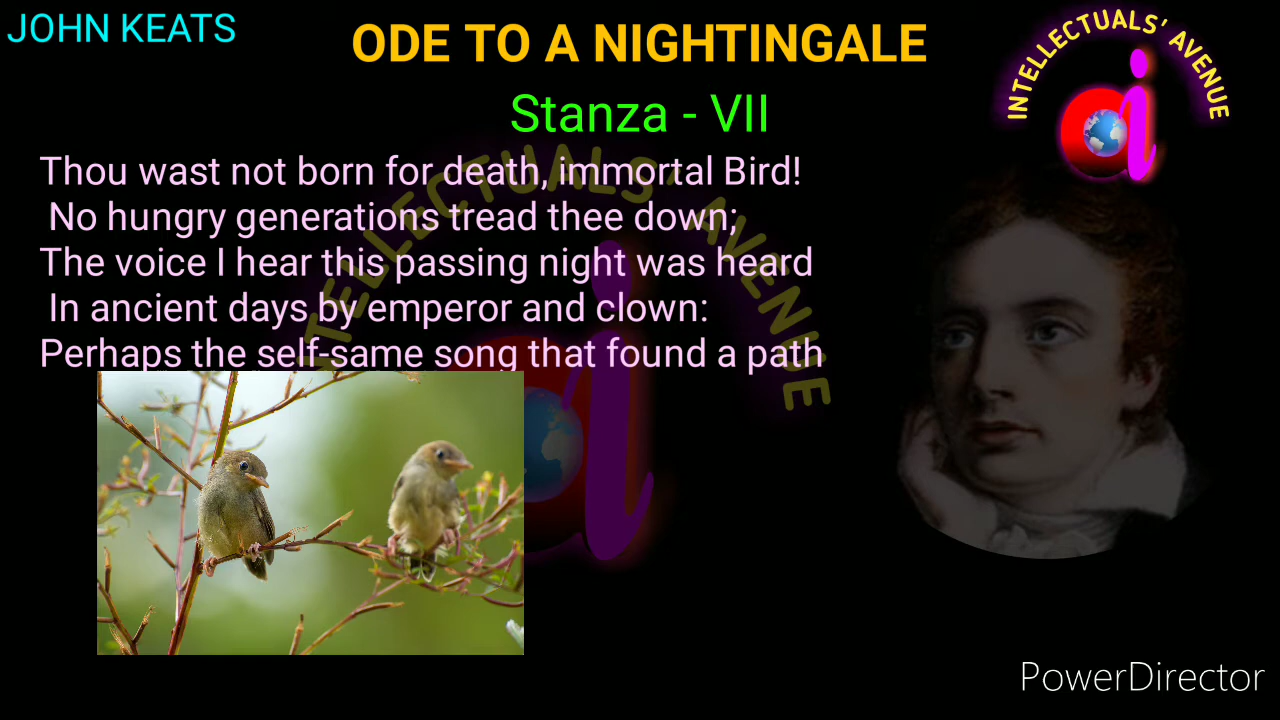 JOHN KEATS
ODE TO A NIGHTINGALE
INTELLECTUALS' AVENUE
Stanza - VII
Thou wast not born for death, immortal Bird!
No hungry generations tread thee down;
The voice I hear this passing night was heard
In ancient days by emperor and clown:
Perhaps the self-same song that found a path
INTELLECTUALS' AVENUE
PowerDirector